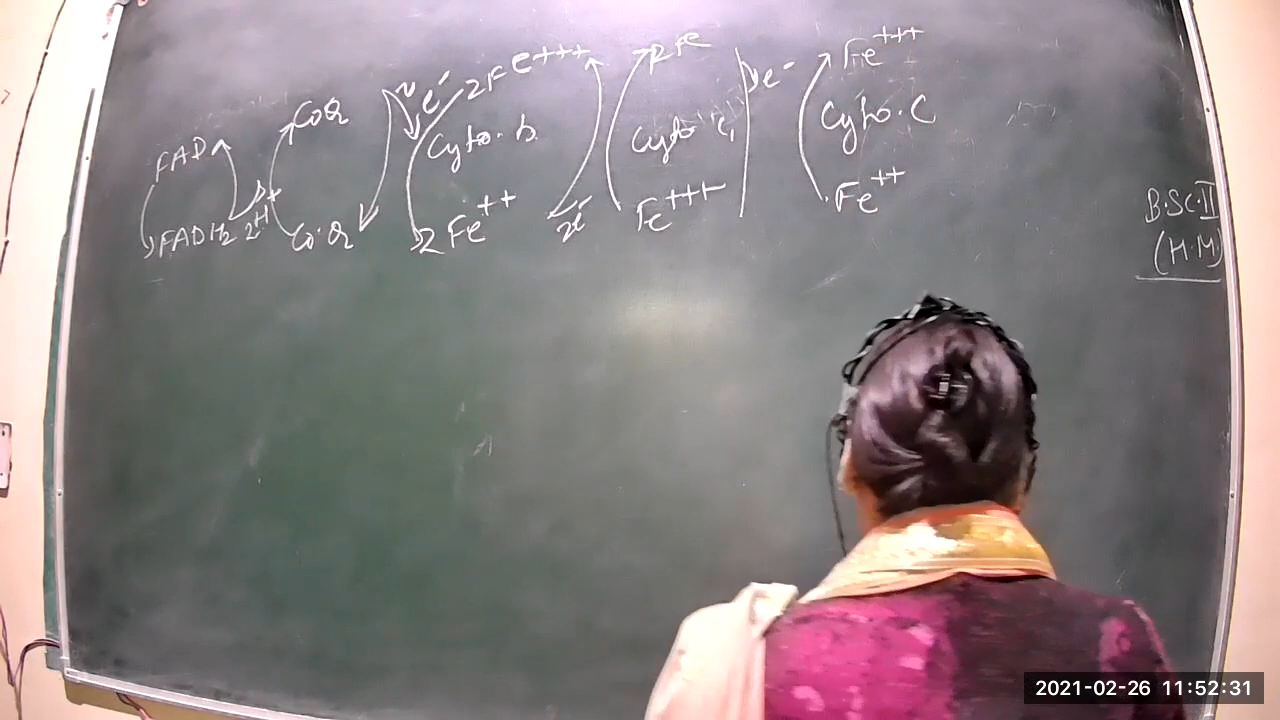 FAD
FADH2
2H+
CoQ
Co.Q
e-
2Fe+++
Cyto. b
2Fe++
2e-
2Fe
Cyto c1
Fe+++
e-
Fe+++
Cyto. C
Fe++
B.SC.II
(H.M)
2021-02-26 11:52:31